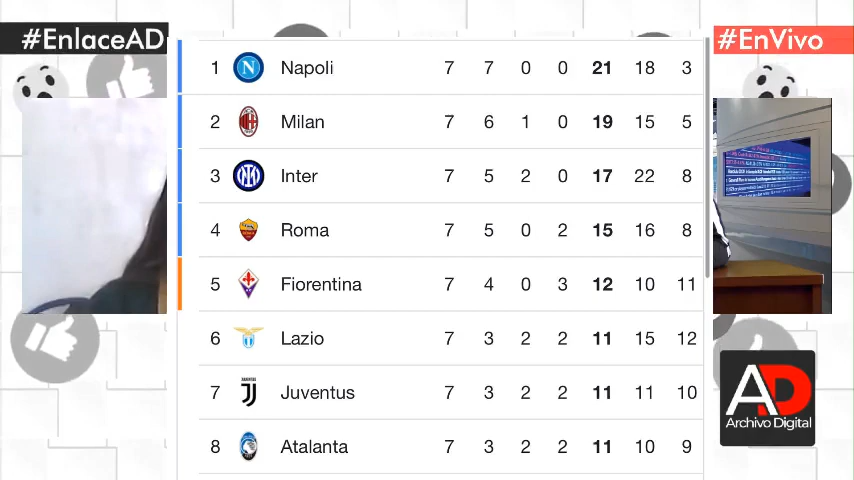 #EnlaceAD
#EnVivo
1 Napoli 7 7 0 0 21 18 3
2 Milan 7 6 1 0 19 15 5
3 Inter 7 5 2 0 17 22 8
4 Roma 7 5 0 2 15 16 8
5 Fiorentina 7 4 0 3 12 10 11
6 Lazio 7 3 2 2 11 15 12
7 Juventus 7 3 2 2 11 11 10
8 Atalanta 7 3 2 2 11 10 9
AD
Archivo Digital